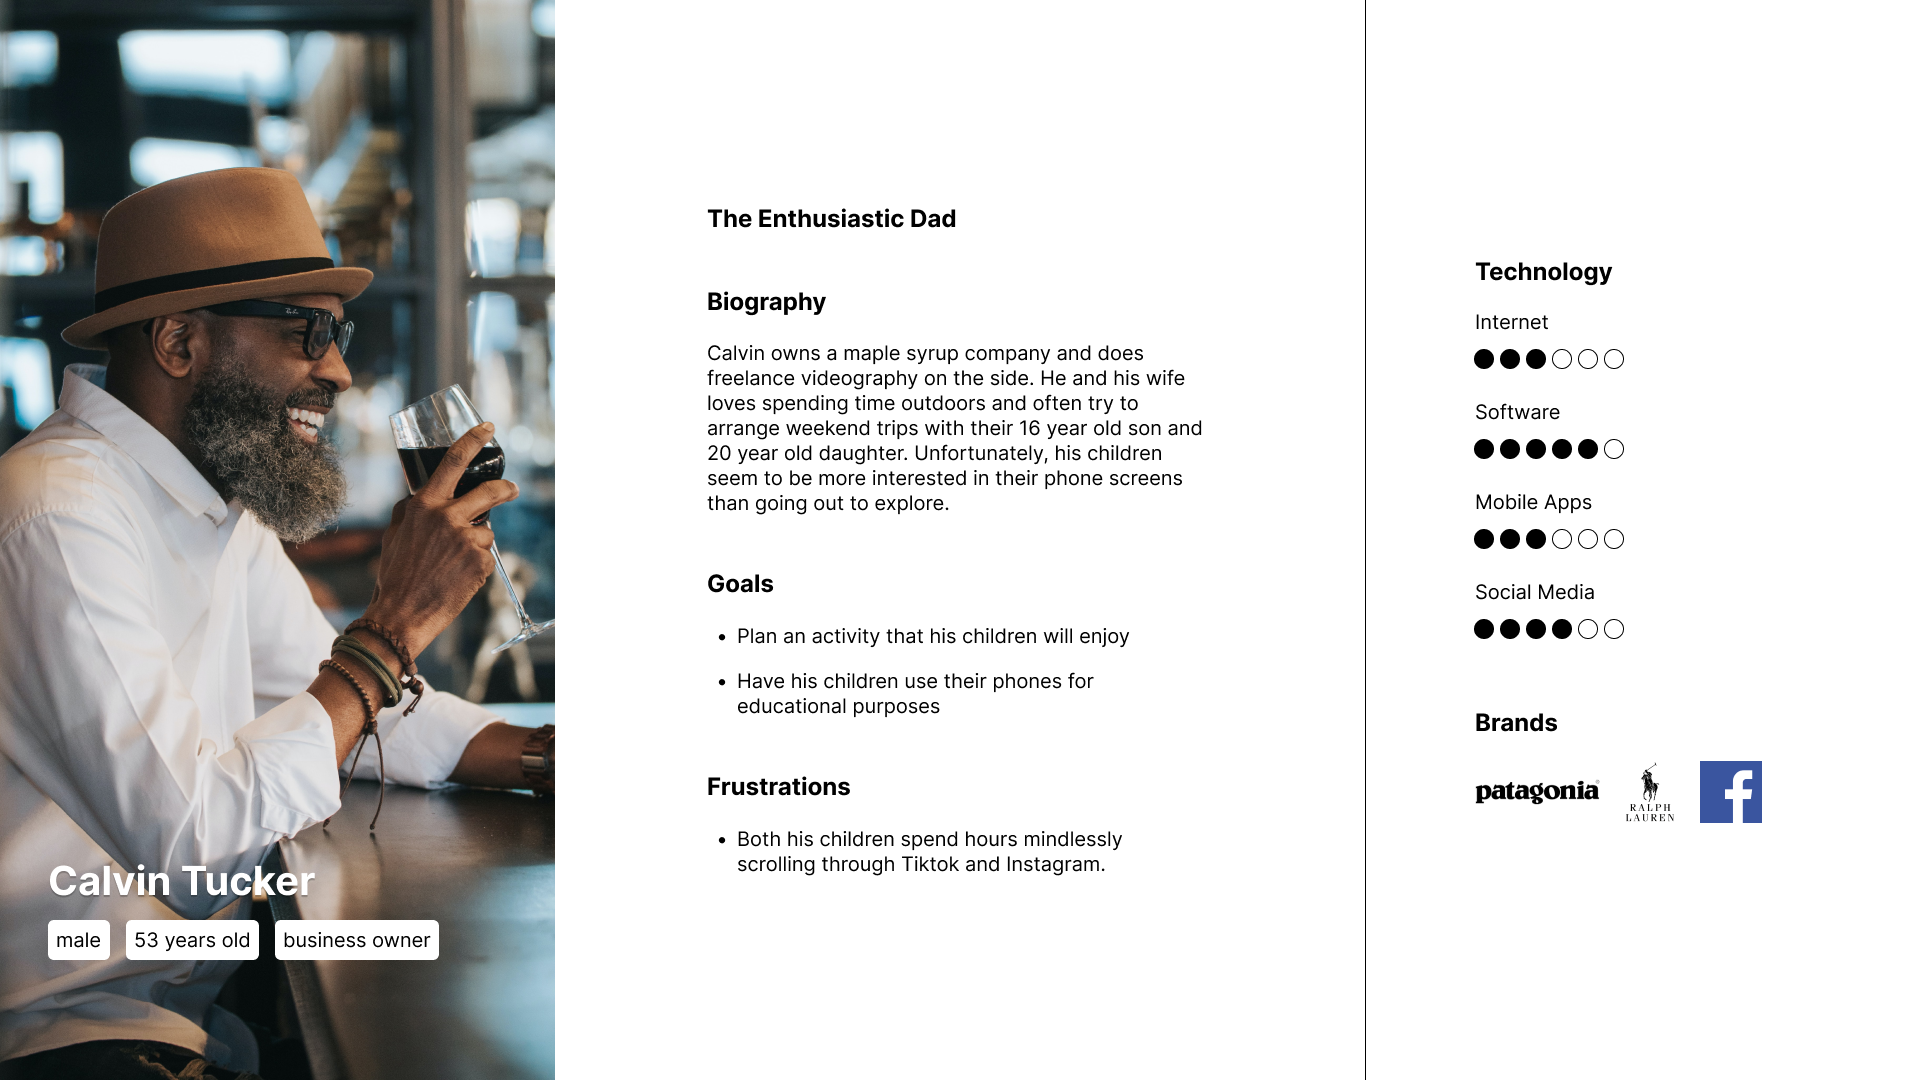 Calvin Tucker
male
53 years old
business owner
The Enthusiastic Dad
Biography
Calvin owns a maple syrup company and does
freelance videography on the side. He and his wife
loves spending time outdoors and often try to
arrange weekend trips with their 16 year old son and
20 year old daughter. Unfortunately, his children
seem to be more interested in their phone screens
than going out to explore.
Goals
• Plan an activity that his children will enjoy
• Have his children use their phones for
educational purposes
Frustrations
• Both his children spend hours mindlessly
scrolling through Tiktok and Instagram.
Technology
Internet
Software
Mobile Apps
Social Media
Brands
patagonia®
RALPH
LAUREN
f